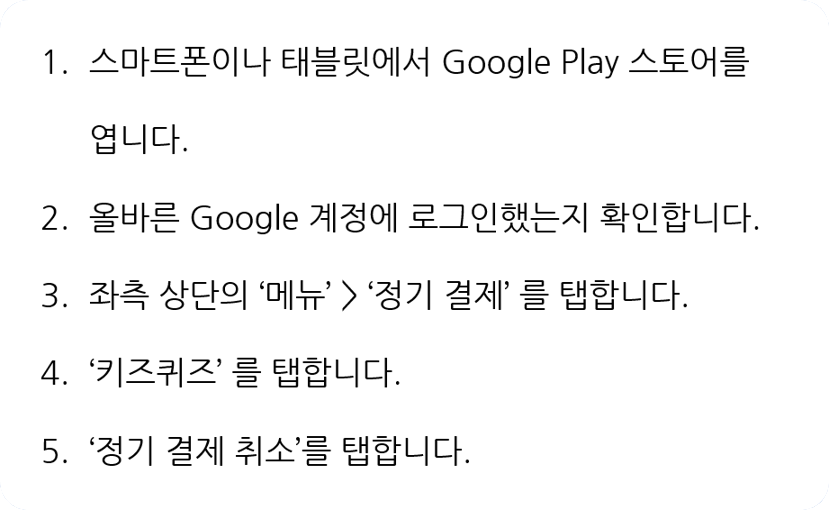 1. 스마트폰이나 태블릿에서 Google Play 스토어를
엽니다.
2. 올바른 Google 계정에 로그인했는지 확인합니다.
3. 좌측 상단의 ‘메뉴’ > ‘정기 결제’ 를 탭합니다.
4. ‘키즈퀴즈’ 를 탭합니다.
5. ‘정기 결제 취소’를 탭합니다.